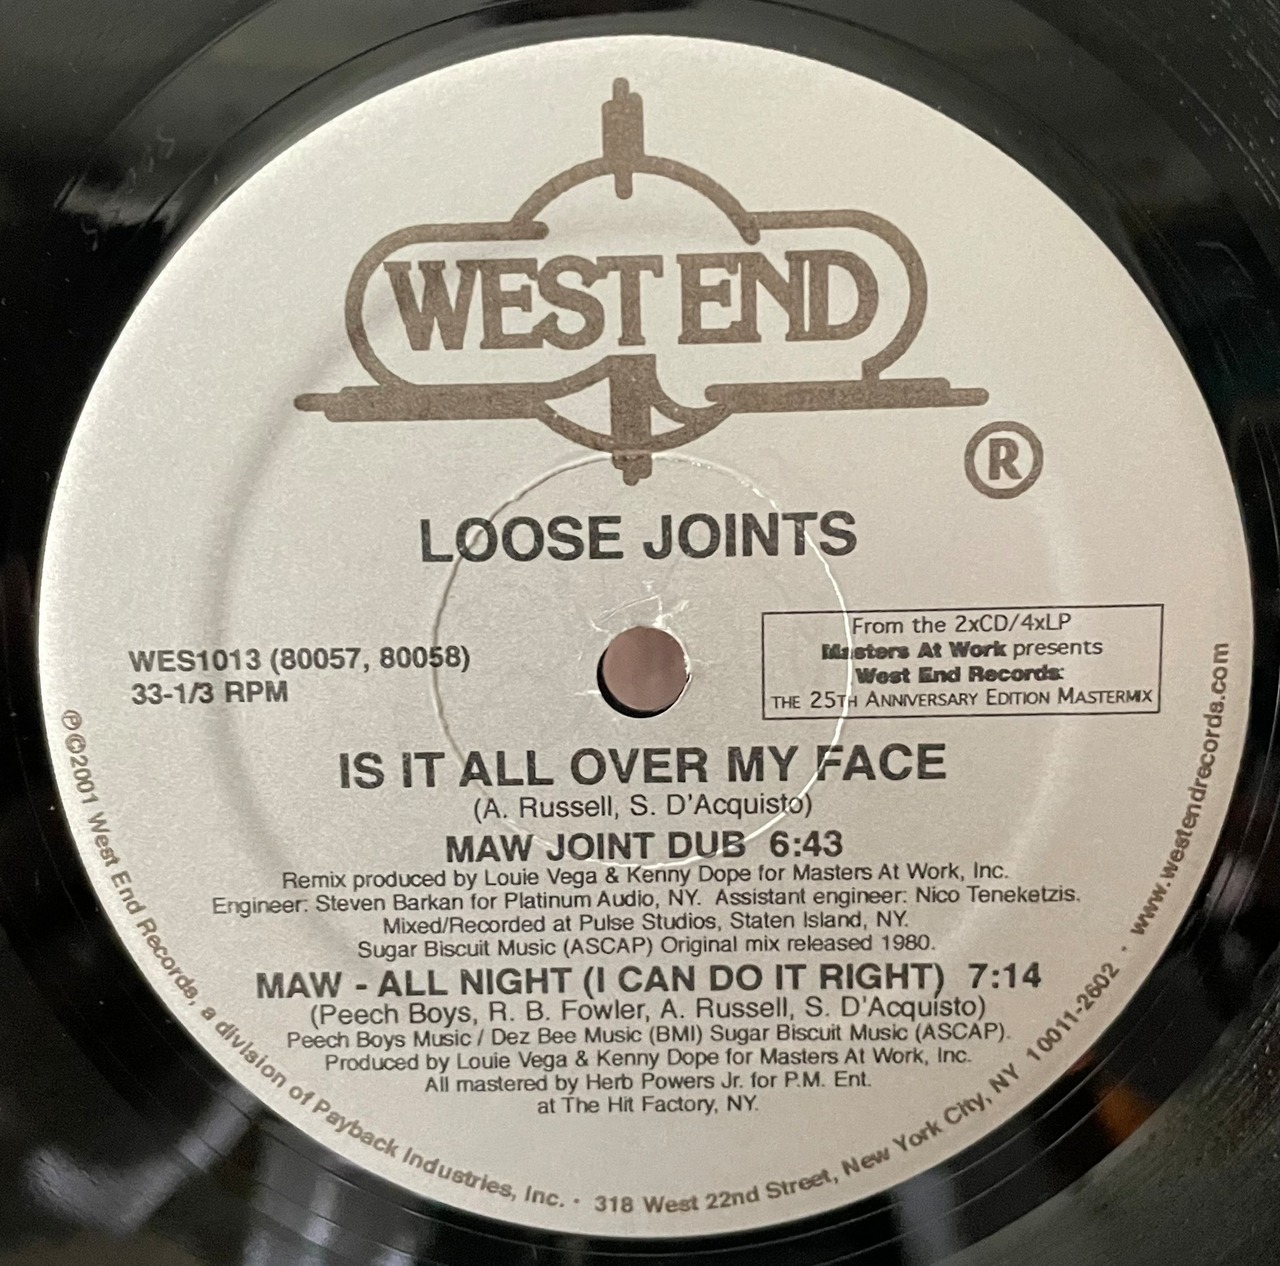 WEST END
®
LOOSE JOINTS
WES1013 (80057, 80058)
33-1/3 RPM
From the 2xCD/4xLP
Masters At Work presents
West End Records:
THE 25TH ANNIVERSARY EDITION MASTERMIX
IS IT ALL OVER MY FACE
(A. Russell, S. D'Acquisto)
MAW JOINT DUB 6:43
Remix produced by Louie Vega & Kenny Dope for Masters At Work, Inc.
Engineer: Steven Barkan for Platinum Audio, NY. Assistant engineer: Nico Teneketzis.
Mixed/Recorded at Pulse Studios, Staten Island, NY.
Sugar Biscuit Music (ASCAP) Original mix released 1980.
MAW - ALL NIGHT (I CAN DO IT RIGHT) 7:14
(Peech Boys, R. B. Fowler, A. Russell, S. D'Acquisto)
Peech Boys Music / Dez Bee Music (BMI) Sugar Biscuit Music (ASCAP).
Produced by Louie Vega & Kenny Dope for Masters At Work, Inc.
All mastered by Herb Powers Jr. for P.M. Ent.
at The Hit Factory, NY.
℗©2001 West End Records, a division of Payback Industries, Inc. · 318 West 22nd Street, New York City, NY 10011-2602 · www.westendrecords.com